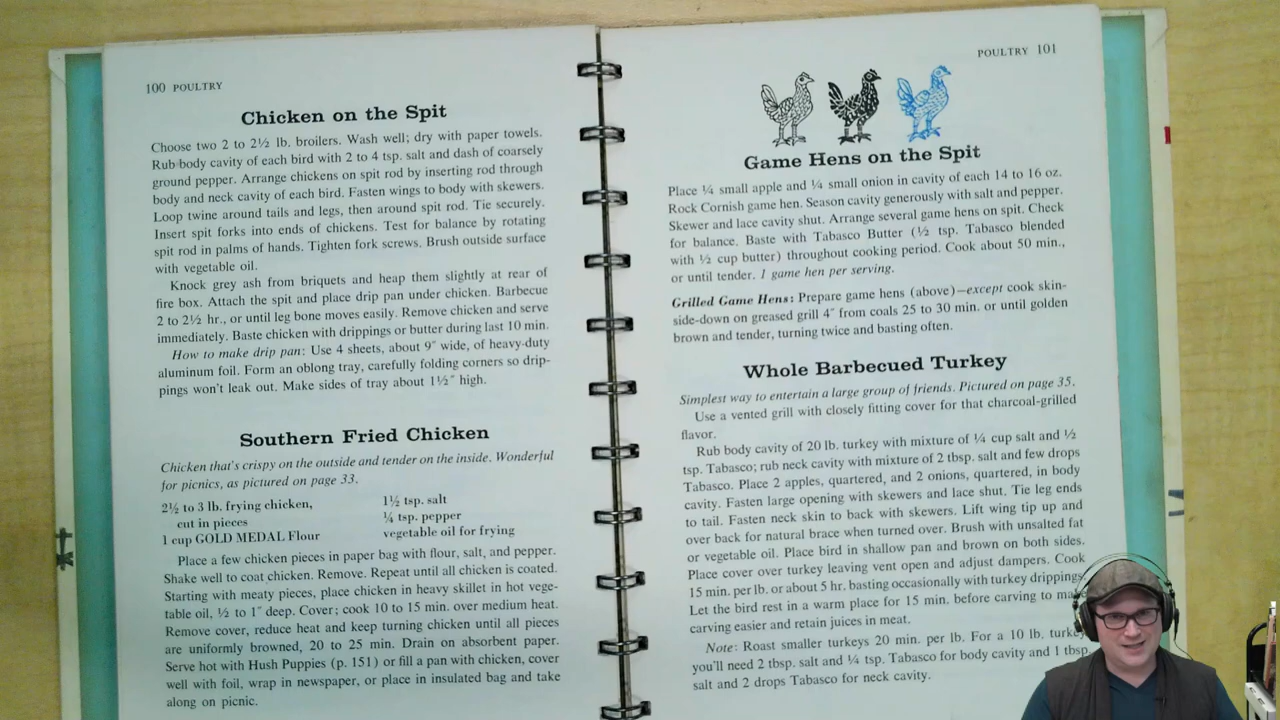 100 POULTRY
Chicken on the Spit
Choose two 2 to 2½ lb. broilers. Wash well; dry with paper towels.
Rub body cavity of each bird with 2 to 4 tsp. salt and dash of coarsely
ground pepper. Arrange chickens on spit rod by inserting rod through
body and neck cavity of each bird. Fasten wings to body with skewers.
Loop twine around tails and legs, then around spit rod. Tie securely.
Insert spit forks into ends of chickens. Test for balance by rotating
spit rod in palms of hands. Tighten fork screws. Brush outside surface
with vegetable oil.
Knock grey ash from briquets and heap them slightly at rear of
fire box. Attach the spit and place drip pan under chicken. Barbecue
2 to 2½ hr., or until leg bone moves easily. Remove chicken and serve
immediately. Baste chicken with drippings or butter during last 10 min.
How to make drip pan: Use 4 sheets, about 9" wide, of heavy-duty
aluminum foil. Form an oblong tray, carefully folding corners so drip-
pings won't leak out. Make sides of tray about 1½" high.
Southern Fried Chicken
Chicken that's crispy on the outside and tender on the inside. Wonderful
for picnics, as pictured on page 33.
2½ to 3 lb. frying chicken,
cut in pieces
1 cup GOLD MEDAL Flour
1½ tsp. salt
¼ tsp. pepper
vegetable oil for frying
Place a few chicken pieces in paper bag with flour, salt, and pepper.
Shake well to coat chicken. Remove. Repeat until all chicken is coated.
Starting with meaty pieces, place chicken in heavy skillet in hot vege-
table oil, ½ to 1" deep. Cover; cook 10 to 15 min. over medium heat.
Remove cover, reduce heat and keep turning chicken until all pieces
are uniformly browned, 20 to 25 min. Drain on absorbent paper.
Serve hot with Hush Puppies (p. 151) or fill a pan with chicken, cover
well with foil, wrap in newspaper, or place in insulated bag and take
along on picnic.
POULTRY 101
Game Hens on the Spit
Place ¼ small apple and ¼ small onion in cavity of each 14 to 16 oz.
Rock Cornish game hen. Season cavity generously with salt and pepper.
Skewer and lace cavity shut. Arrange several game hens on spit. Check
for balance. Baste with Tabasco Butter (½ tsp. Tabasco blended
with ½ cup butter) throughout cooking period. Cook about 50 min.,
or until tender. 1 game hen per serving.
Grilled Game Hens: Prepare game hens (above)—except cook skin-
side-down on greased grill 4" from coals 25 to 30 min. or until golden
brown and tender, turning twice and basting often.
Whole Barbecued Turkey
Simplest way to entertain a large group of friends. Pictured on page 35.
Use a vented grill with closely fitting cover for that charcoal-grilled
flavor.
Rub body cavity of 20 lb. turkey with mixture of ¼ cup salt and ½
tsp. Tabasco; rub neck cavity with mixture of 2 tbsp. salt and few drops
Tabasco. Place 2 apples, quartered, and 2 onions, quartered, in body
cavity. Fasten large opening with skewers and lace shut. Tie leg ends
to tail. Fasten neck skin to back with skewers. Lift wing tip up and
over back for natural brace when turned over. Brush with unsalted fat
or vegetable oil. Place bird in shallow pan and brown on both sides.
Place cover over turkey leaving vent open and adjust dampers. Cook
15 min. per lb. or about 5 hr. basting occasionally with turkey drippings.
Let the bird rest in a warm place for 15 min. before carving to
carving easier and retain juices in meat.
Note: Roast smaller turkeys 20 min. per lb. For a 10 lb. turkey
you'll need 2 tbsp. salt and ¼ tsp. Tabasco for body cavity and 1 tbsp.
salt and 2 drops Tabasco for neck cavity.